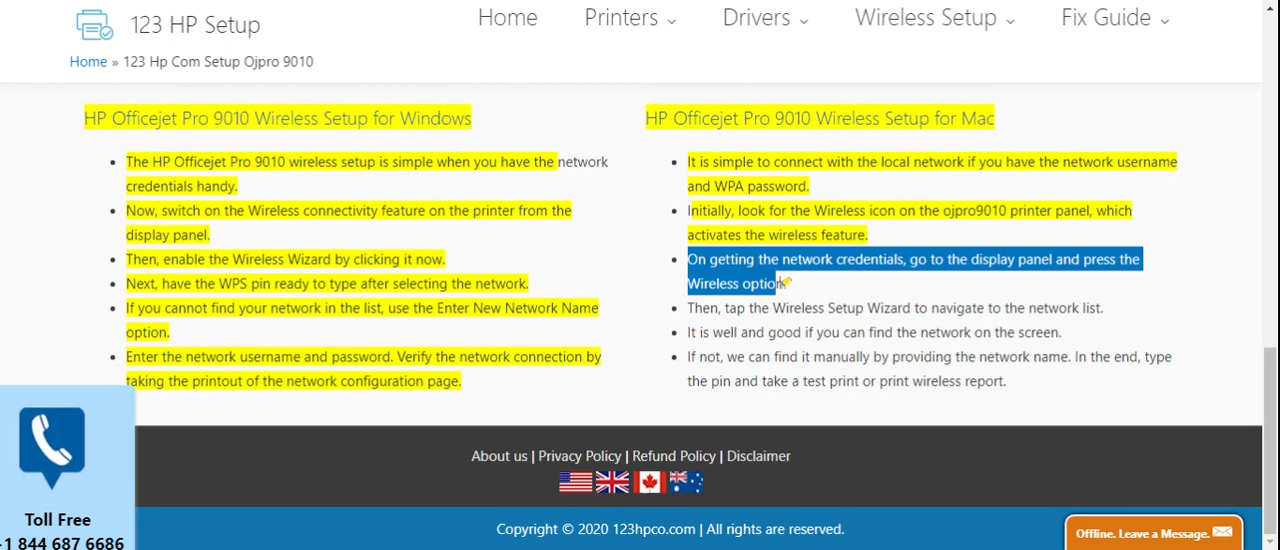 123 HP Setup
Home
Printers
Drivers
Wireless Setup
Fix Guide
Home » 123 Hp Com Setup Ojpro 9010
HP Officejet Pro 9010 Wireless Setup for Windows
The HP Officejet Pro 9010 wireless setup is simple when you have the network
credentials handy.
Now, switch on the Wireless connectivity feature on the printer from the
display panel.
Then, enable the Wireless Wizard by clicking it now.
Next, have the WPS pin ready to type after selecting the network.
If you cannot find your network in the list, use the Enter New Network Name
option.
Enter the network username and password. Verify the network connection by
taking the printout of the network configuration page.
HP Officejet Pro 9010 Wireless Setup for Mac
It is simple to connect with the local network if you have the network username
and WPA password.
Initially, look for the Wireless icon on the ojpro9010 printer panel, which
activates the wireless feature.
On getting the network credentials, go to the display panel and press the
Wireless option.
Then, tap the Wireless Setup Wizard to navigate to the network list.
It is well and good if you can find the network on the screen.
If not, we can find it manually by providing the network name. In the end, type
the pin and take a test print or print wireless report.
Toll Free
+1 844 687 6686
About us | Privacy Policy | Refund Policy | Disclaimer
Copyright © 2020 123hpco.com | All rights are reserved.
Offline. Leave a Message.